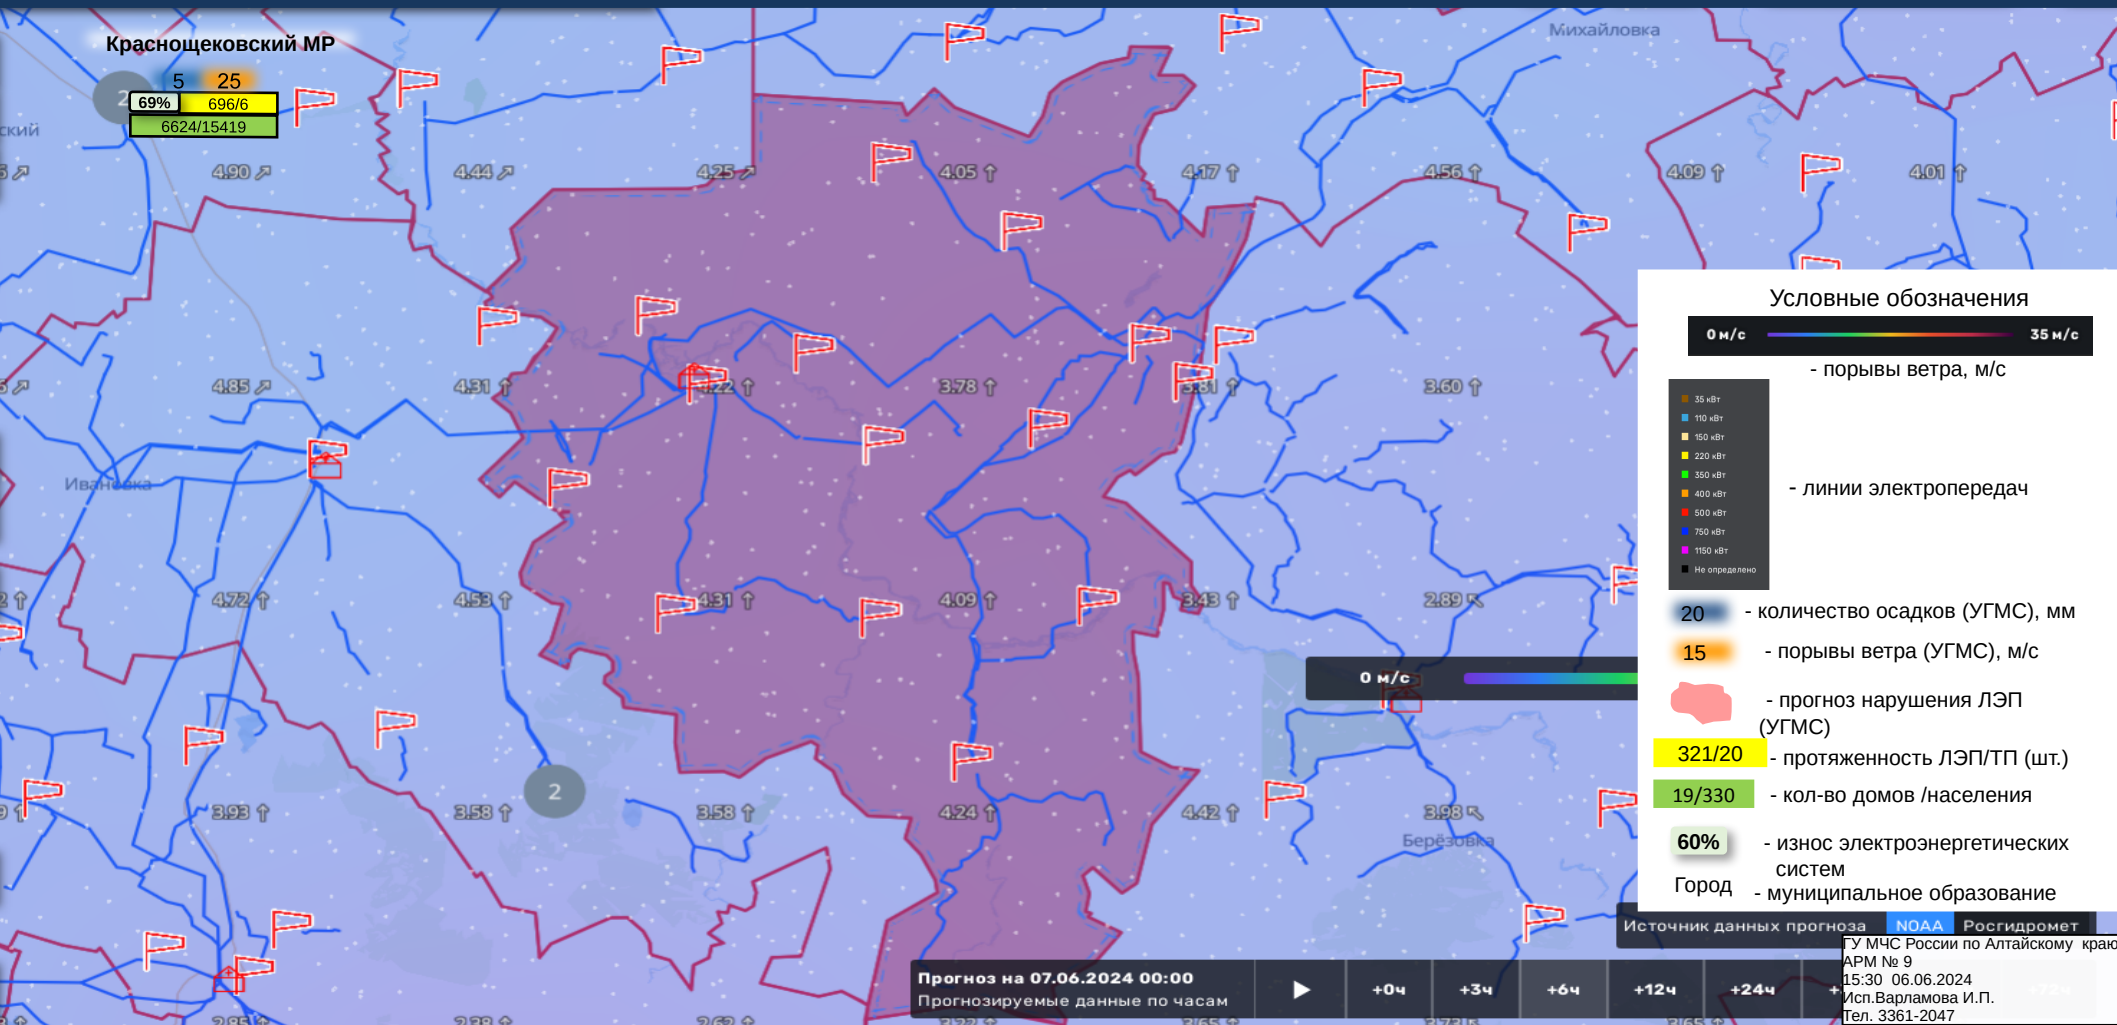 Михайловка
Краснощековский МР
5 25
2
69% 696/6
6624/15419
ский
4.90 ↗ 4.44 ↗ 4.25 ↗ 4.05 ↑ 4.17 ↑ 4.56 ↑ 4.09 ↑ 4.01 ↑
4.85 ↗ 4.31 ↑ 4.22 ↑ 3.78 ↑ 3.81 ↑ 3.60 ↑
Ивановка
4.72 ↑ 4.53 ↑ 4.31 ↑ 4.09 ↑ 3.43 ↑ 2.89 ↖
0 м/с
2
3.93 ↑ 3.58 ↑ 3.58 ↑ 4.24 ↑ 4.42 ↑ 3.98 ↖
Берёзовка
Условные обозначения
0 м/с 35 м/с
- порывы ветра, м/с
35 кВт
110 кВт
150 кВт
220 кВт
350 кВт
400 кВт
500 кВт
750 кВт
1150 кВт
Не определено
- линии электропередач
20 - количество осадков (УГМС), мм
15 - порывы ветра (УГМС), м/с
- прогноз нарушения ЛЭП
(УГМС)
321/20 - протяженность ЛЭП/ТП (шт.)
19/330 - кол-во домов /населения
60% - износ электроэнергетических
систем
Город - муниципальное образование
Источник данных прогноза NOAA Росгидромет
Прогноз на 07.06.2024 00:00
Прогнозируемые данные по часам
+0ч +3ч +6ч +12ч +24ч
ГУ МЧС России по Алтайскому краю
АРМ № 9
15:30 06.06.2024
Исп.Варламова И.П.
Тел. 3361-2047